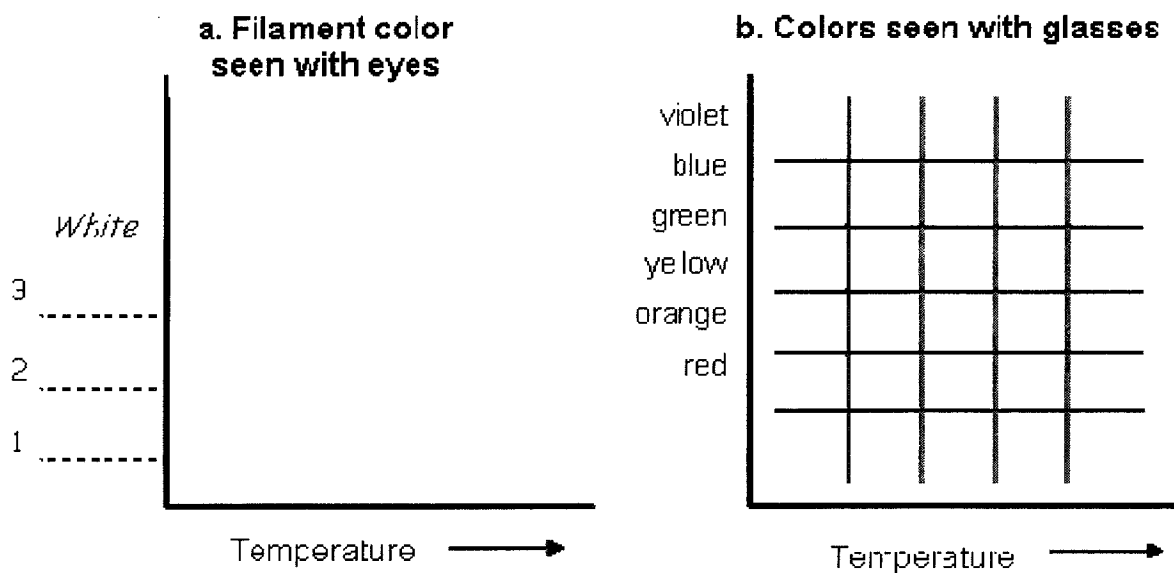 a. Filament color
seen with eyes
White
3
2
1
Temperature
b. Colors seen with glasses
violet
blue
green
yellow
orange
red
Temperature